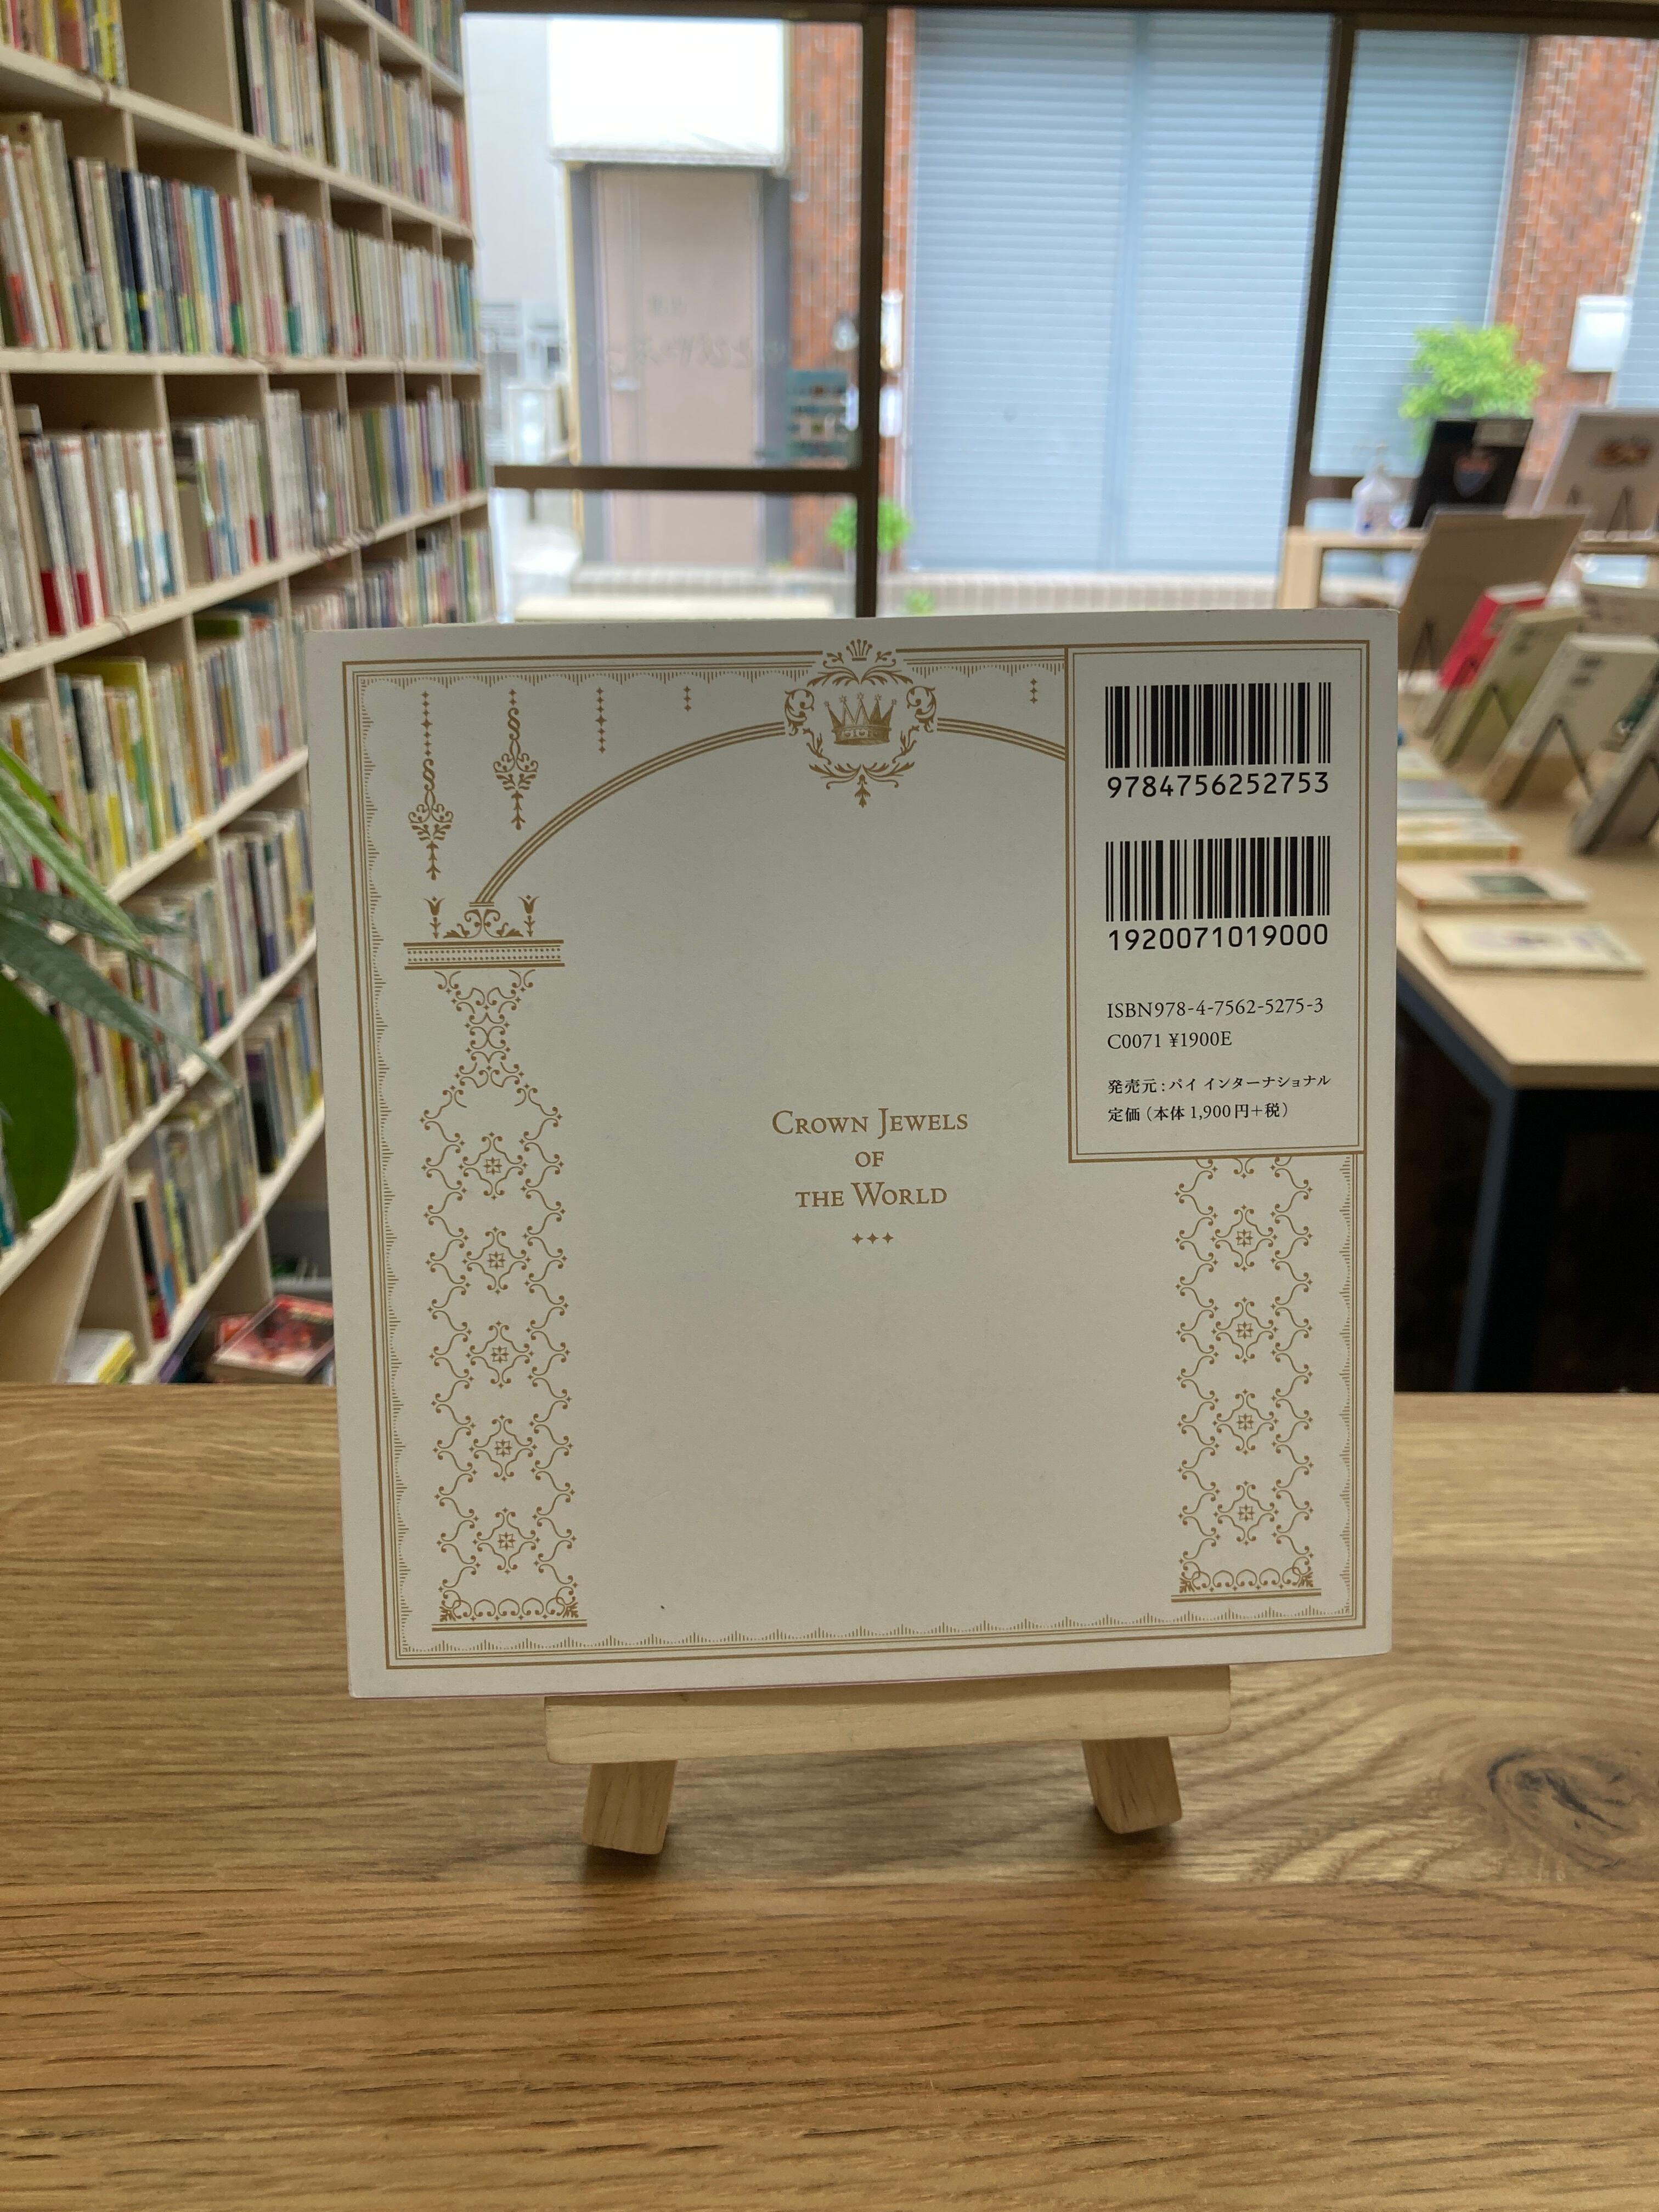 9784756252753
1920071019000
ISBN978-4-7562-5275-3
C0071 ¥1900E
発売元:パイ インターナショナル
定価(本体1,900円+税)
CROWN JEWELS
OF
THE WORLD